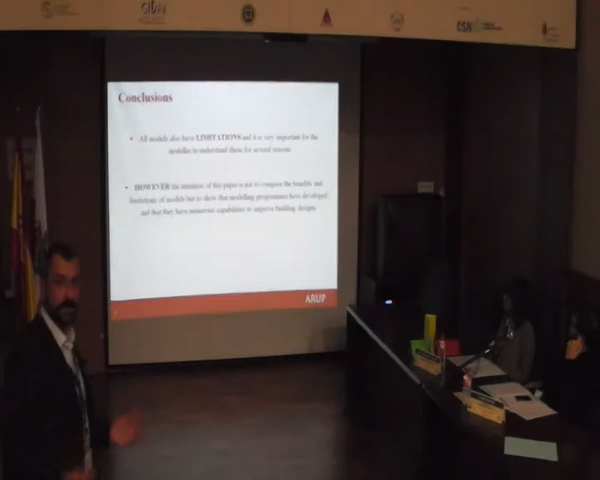 CSN
Conclusions
• All models also have LIMITATIONS and it is very important for the
modeller to understand these for several reasons
• HOWEVER the intention of this paper is not to compare the benefits and
limitations of models but to show that modelling programmes have developed
and that they have numerous capabilities to improve building designs
ARUP